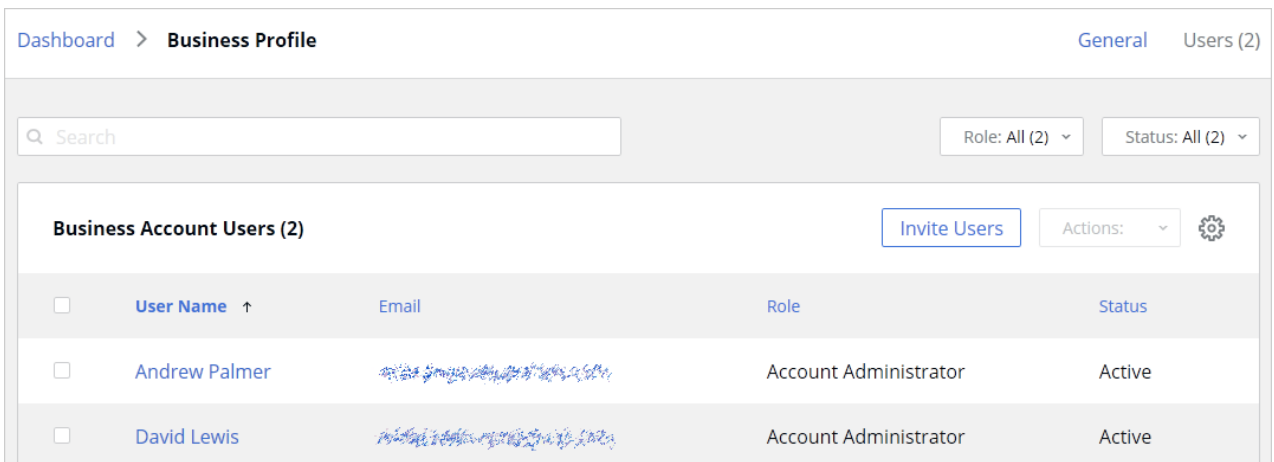 Dashboard > Business Profile General Users (2)
Search Role: All (2) Status: All (2)
Business Account Users (2) Invite Users Actions:
User Name ↑ Email Role Status
Andrew Palmer Account Administrator Active
David Lewis Account Administrator Active